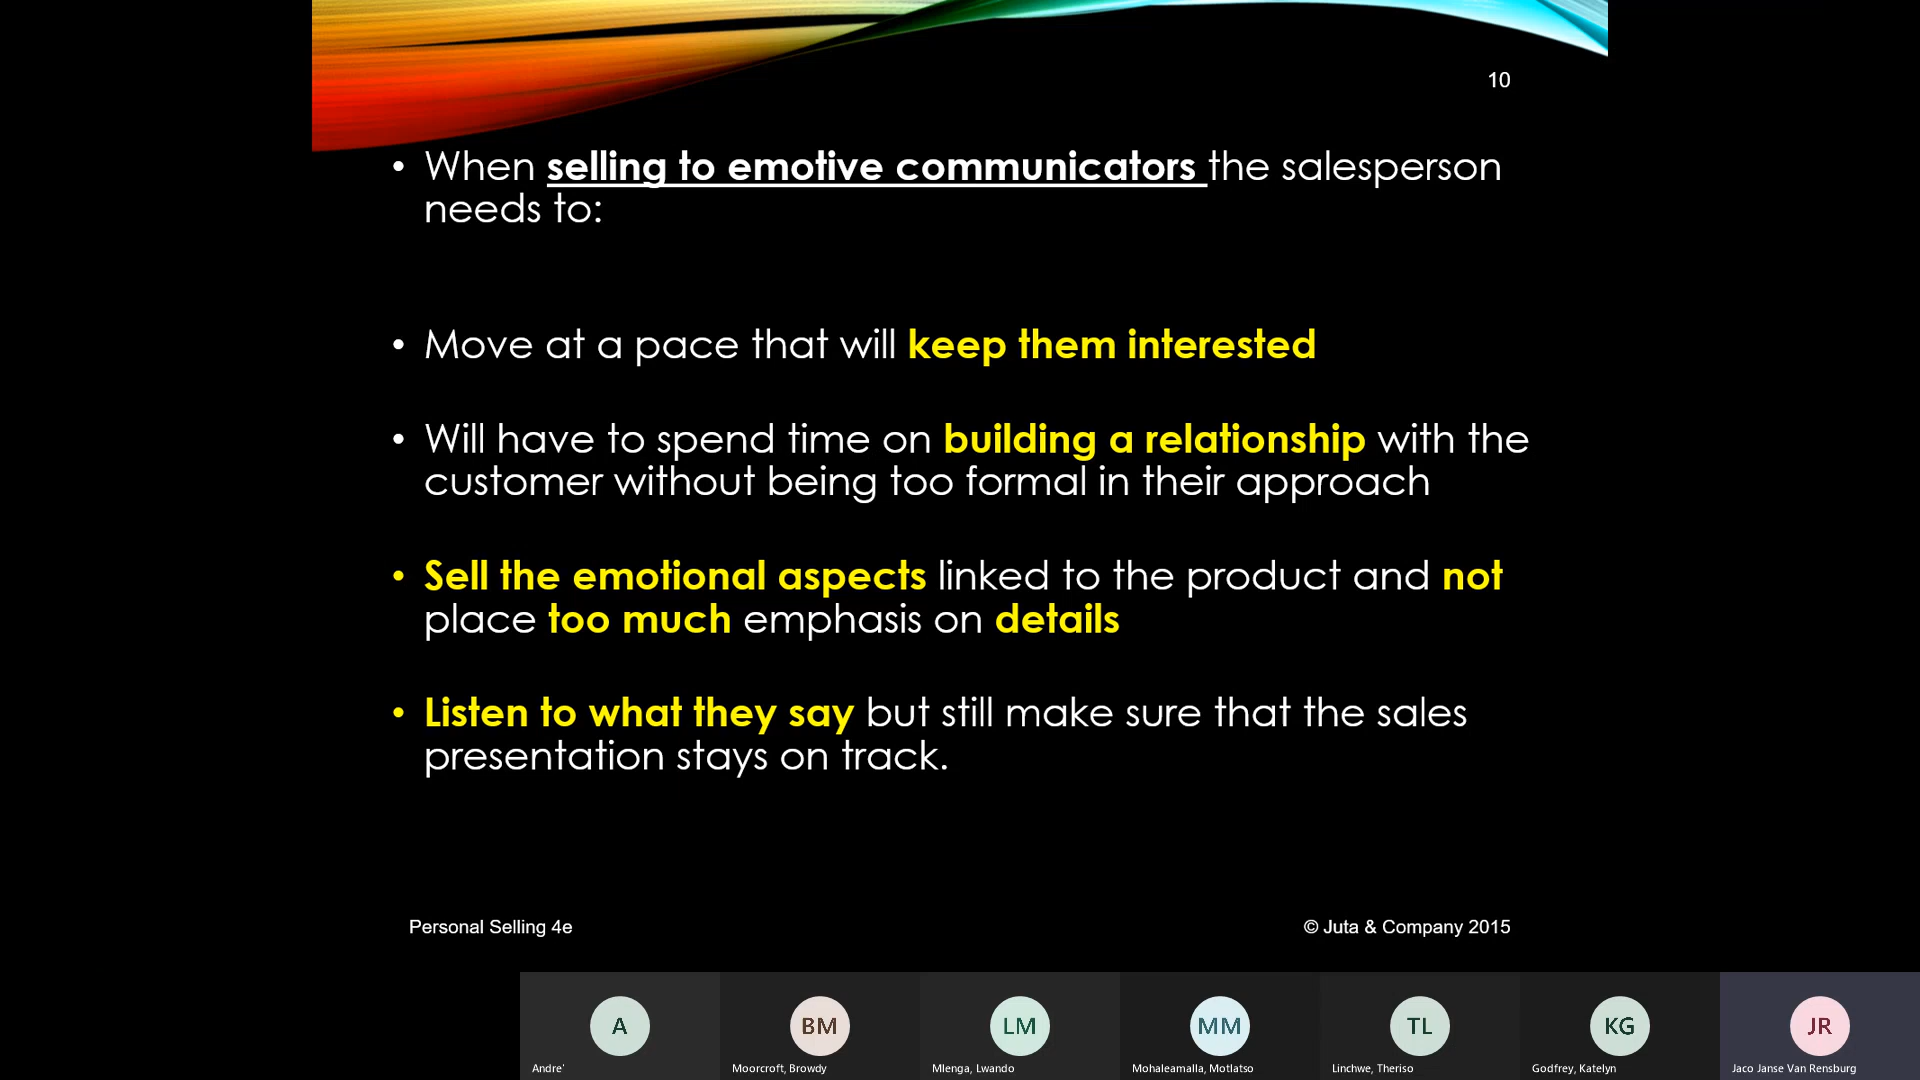 10
• When selling to emotive communicators the salesperson
needs to:
• Move at a pace that will keep them interested
• Will have to spend time on building a relationship with the
customer without being too formal in their approach
• Sell the emotional aspects linked to the product and not
place too much emphasis on details
• Listen to what they say but still make sure that the sales
presentation stays on track.
Personal Selling 4e
© Juta & Company 2015
A
BM
LM
MM
TL
KG
JR
Andre'
Moorcroft, Browdy
Mlenga, Lwando
Mohaleamalla, Motlatso
Linchwe, Theriso
Godfrey, Katelyn
Jaco Janse Van Rensburg